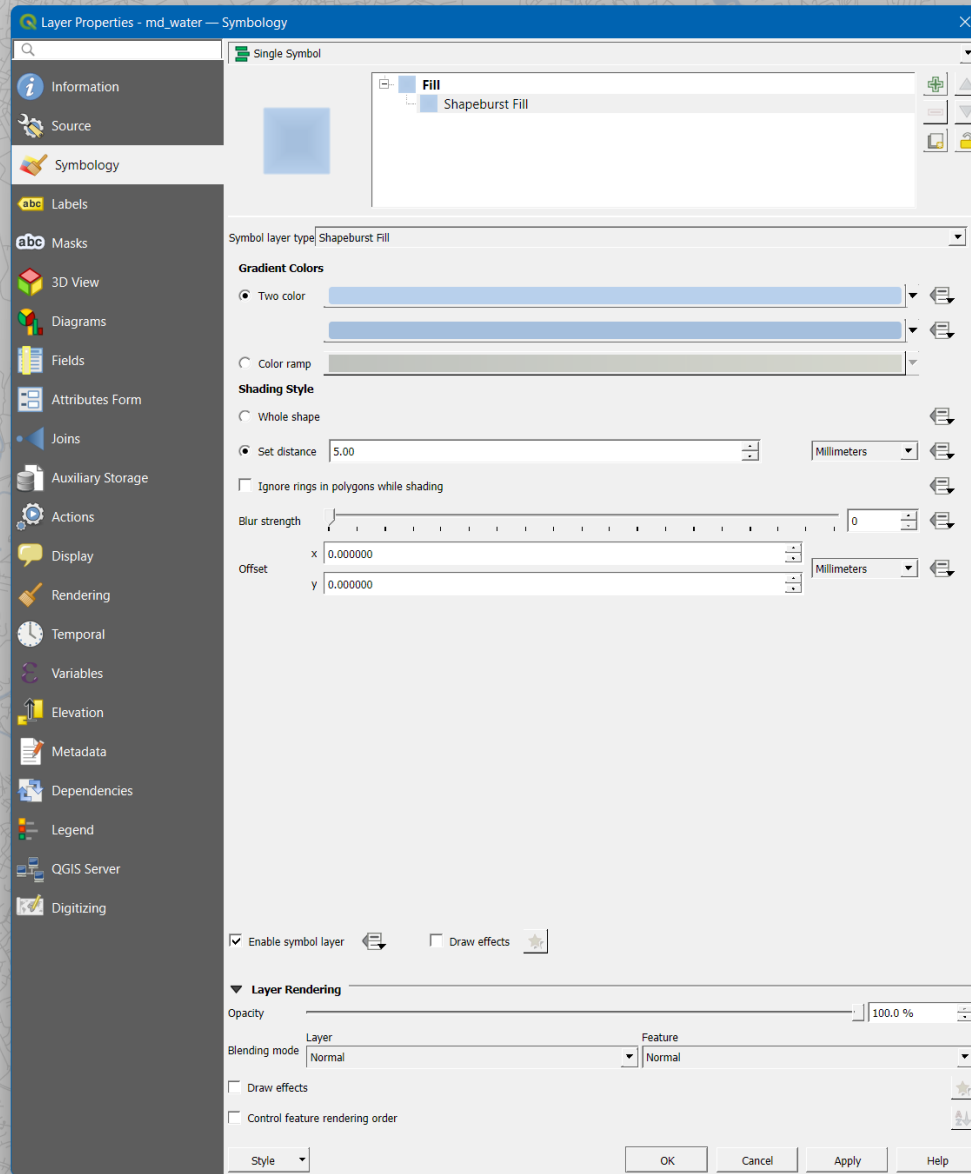 Layer Properties - md_water — Symbology
Information
Source
Symbology
abc Labels
abc Masks
3D View
Diagrams
Fields
Attributes Form
Joins
Auxiliary Storage
Actions
Display
Rendering
Temporal
Variables
Elevation
Metadata
Dependencies
Legend
QGIS Server
Digitizing
Single Symbol
Fill
Shapeburst Fill
Symbol layer type Shapeburst Fill
Gradient Colors
Two color
Color ramp
Shading Style
Whole shape
Set distance 5.00 Millimeters
Ignore rings in polygons while shading
Blur strength 0
x 0.000000
Offset Millimeters
y 0.000000
Enable symbol layer Draw effects
Layer Rendering
Opacity 100.0 %
Layer Feature
Blending mode Normal Normal
Draw effects
Control feature rendering order
Style OK Cancel Apply Help